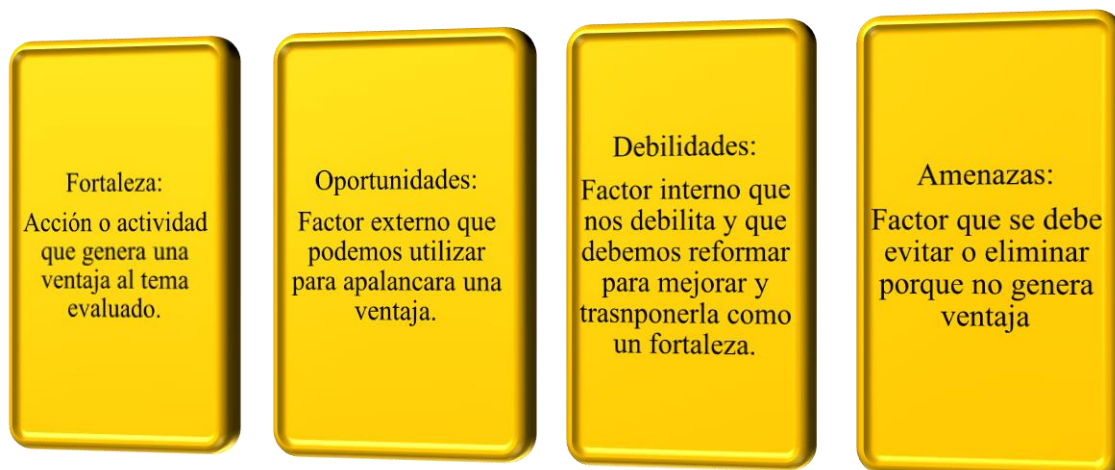 Fortaleza:
Acción o actividad
que genera una
ventaja al tema
evaluado.
Oportunidades:
Factor externo que
podemos utilizar
para apalancara una
ventaja.
Debilidades:
Factor interno que
nos debilita y que
debemos reformar
para mejorar y
trasnponerla como
un fortaleza.
Amenazas:
Factor que se debe
evitar o eliminar
porque no genera
ventaja